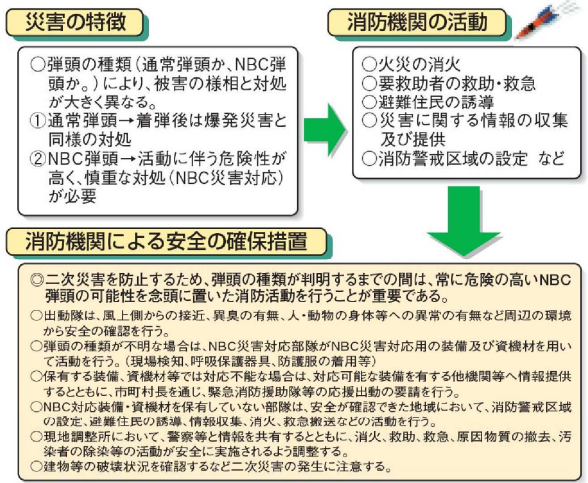 災害の特徴
○弾頭の種類(通常弾頭か、NBC弾
頭か。)により、被害の様相と対処
が大きく異なる。
①通常弾頭→着弾後は爆発災害と
同様の対処
②NBC弾頭→活動に伴う危険性が
高く、慎重な対処(NBC災害対応)
が必要
消防機関の活動
○火災の消火
○要救助者の救助・救急
○避難住民の誘導
○災害に関する情報の収集
及び提供
○消防警戒区域の設定 など
消防機関による安全の確保措置
◎二次災害を防止するため、弾頭の種類が判明するまでの間は、常に危険の高いNBC
弾頭の可能性を念頭に置いた消防活動を行うことが重要である。
○出動隊は、風上側からの接近、異臭の有無、人・動物の身体等への異常の有無など周辺の環境
から安全の確認を行う。
○弾頭の種類が不明な場合は、NBC災害対応部隊がNBC災害対応用の装備及び資機材を用い
て活動を行う。(現場検知、呼吸保護器具、防護服の着用等)
○保有する装備、資機材等では対応不能な場合は、対応可能な装備を有する他機関等へ情報提供
するとともに、市町村長を通じ、緊急消防援助隊等の応援出動の要請を行う。
○NBC対応装備・資機材を保有していない部隊は、安全が確認できた地域において、消防警戒区域
の設定、避難住民の誘導、情報収集、消火、救急搬送などの活動を行う。
○現地調整所において、警察等と情報を共有するとともに、消火、救助、救急、原因物質の撤去、汚
染者の除染等の活動が安全に実施されるよう調整する。
○建物等の破壊状況を確認するなど二次災害の発生に注意する。